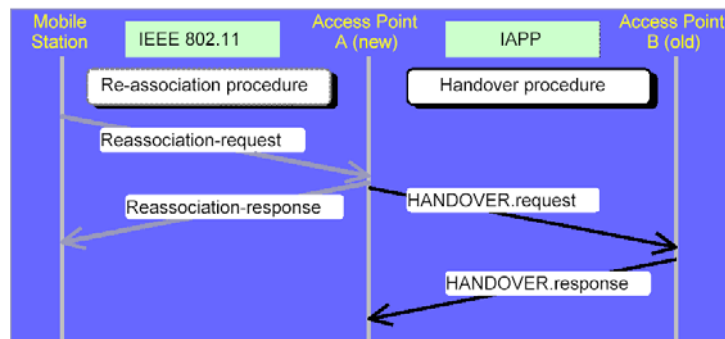 Mobile
Station
IEEE 802.11
Access Point
A (new)
IAPP
Access Point
B (old)
Re-association procedure
Handover procedure
Reassociation-request
Reassociation-response
HANDOVER.request
HANDOVER.response